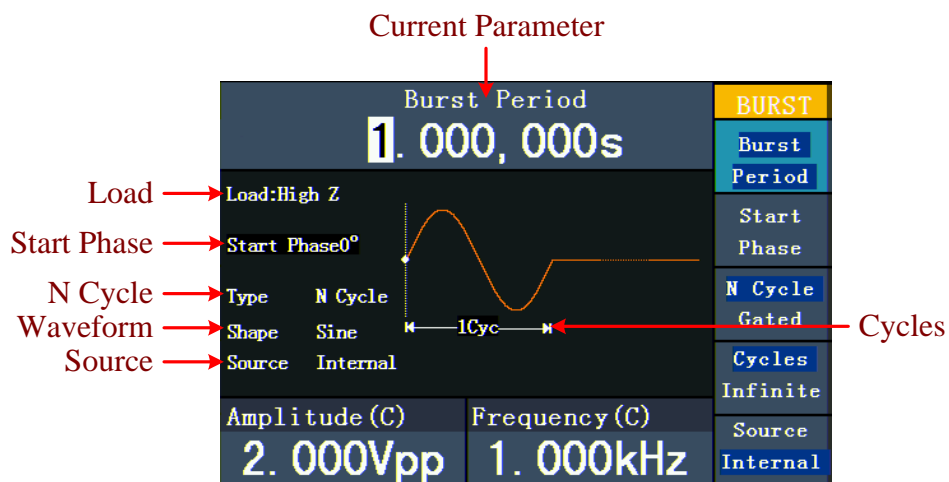 Current Parameter
Burst Period
1.000,000s
BURST
Burst
Period
Start
Phase
N Cycle
Gated
Cycles
Infinite
Source
Internal
Load
Load:High Z
Start Phase
Start Phase0°
N Cycle
Type N Cycle
Waveform
Shape Sine
Source
Source Internal
1Cyc
Cycles
Amplitude(C)
2.000Vpp
Frequency(C)
1.000kHz